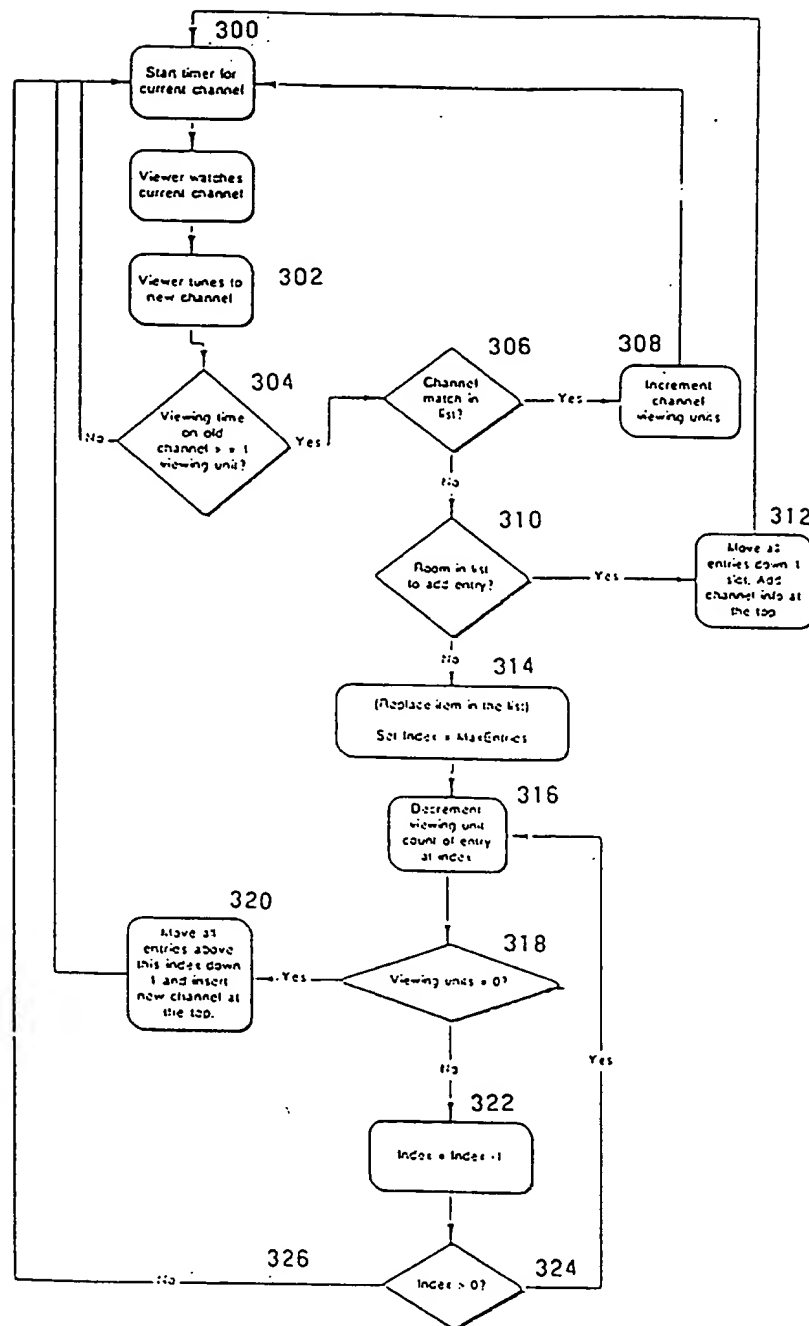 300
Start timer for
current channel
Viewer watches
current channel
Viewer tunes to
new channel
302
304
Viewing time
on old
channel > = 1
viewing unit?
No
Yes
306
Channel
match in
list?
Yes
308
Increment
channel
viewing units
No
310
Room in list
to add entry?
Yes
312
Move all
entries down 1
slot. Add
channel info at
the top
No
314
(Replace item in the list)
Set Index = MaxEntries
316
Decrement
viewing unit
count of entry
at index
318
Viewing units = 0?
Yes
320
Move all
entries above
this index down
1 and insert
new channel at
the top.
No
Yes
322
Index = Index -1
324
Index > 0?
326
No